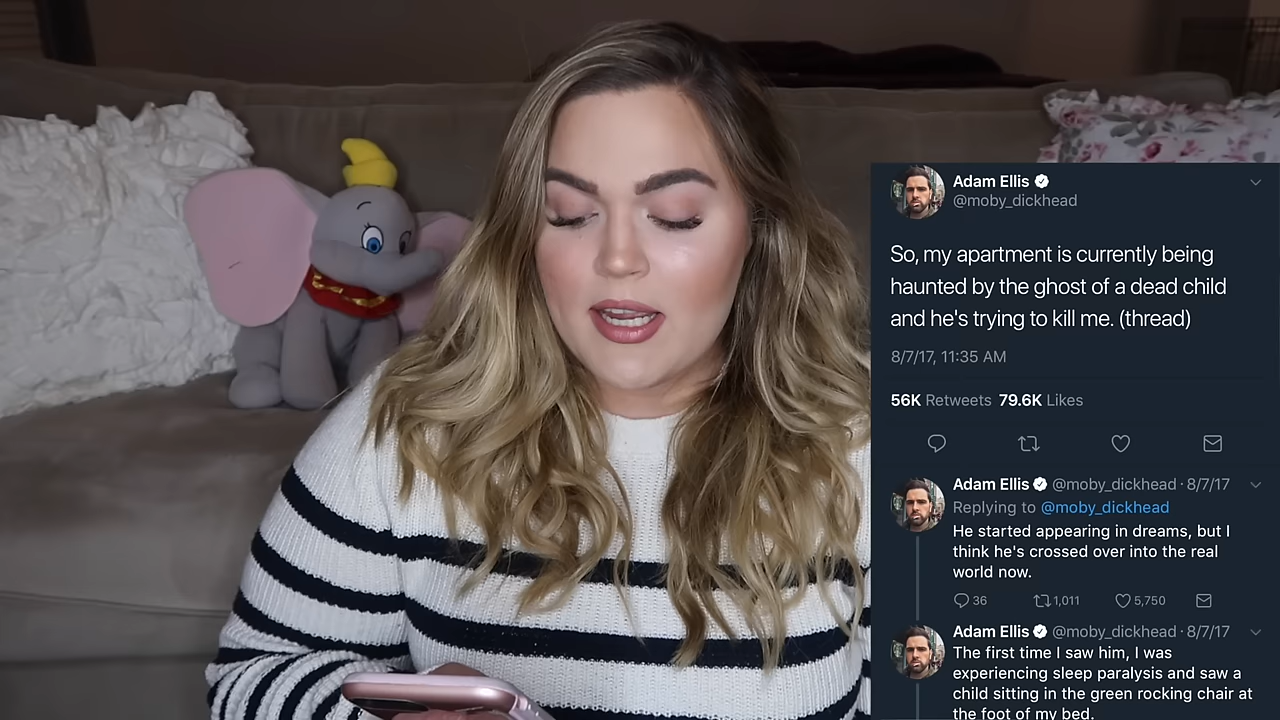 Adam Ellis
@moby_dickhead
So, my apartment is currently being
haunted by the ghost of a dead child
and he's trying to kill me. (thread)
8/7/17, 11:35 AM
56K Retweets 79.6K Likes
Adam Ellis @moby_dickhead · 8/7/17
Replying to @moby_dickhead
He started appearing in dreams, but I
think he's crossed over into the real
world now.
36 1,011 5,750
Adam Ellis @moby_dickhead · 8/7/17
The first time I saw him, I was
experiencing sleep paralysis and saw a
child sitting in the green rocking chair at
the foot of my bed.